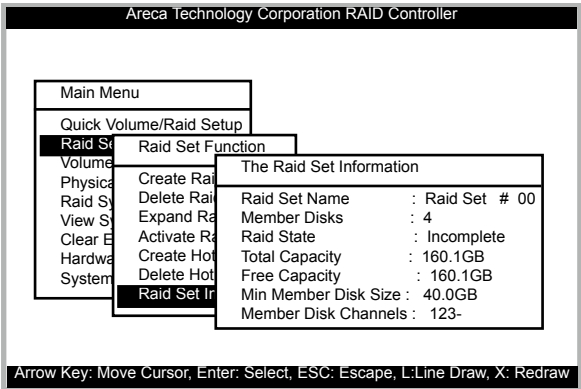 Areca Technology Corporation RAID Controller
Main Menu
Quick Volume/Raid Setup
Raid Se
Volume
Physica
Raid Sy
View Sy
Clear E
Hardwa
System
Raid Set Function
Create Rai
Delete Raid
Expand Ra
Activate Ra
Create Hot
Delete Hot
Raid Set In
The Raid Set Information
Raid Set Name : Raid Set # 00
Member Disks : 4
Raid State : Incomplete
Total Capacity : 160.1GB
Free Capacity : 160.1GB
Min Member Disk Size : 40.0GB
Member Disk Channels : 123-
Arrow Key: Move Cursor, Enter: Select, ESC: Escape, L:Line Draw, X: Redraw